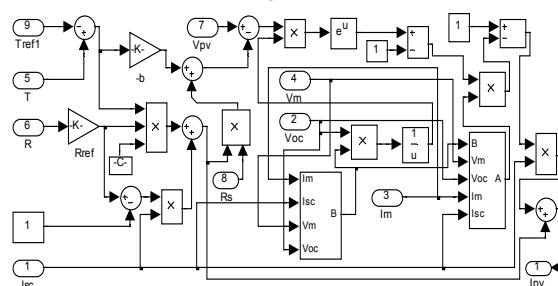 9
Tref1
5
T
6
R
-K-
Rref
-K-
-b
-C-
1
1
Isc
7
Vpv
8
Rs
e^u
1
1
4
Vm
2
Voc
1
u
3
Im
Im
Isc
Vm
Voc
B
B
Vm
Voc
Im
Isc
A
1
Ipv